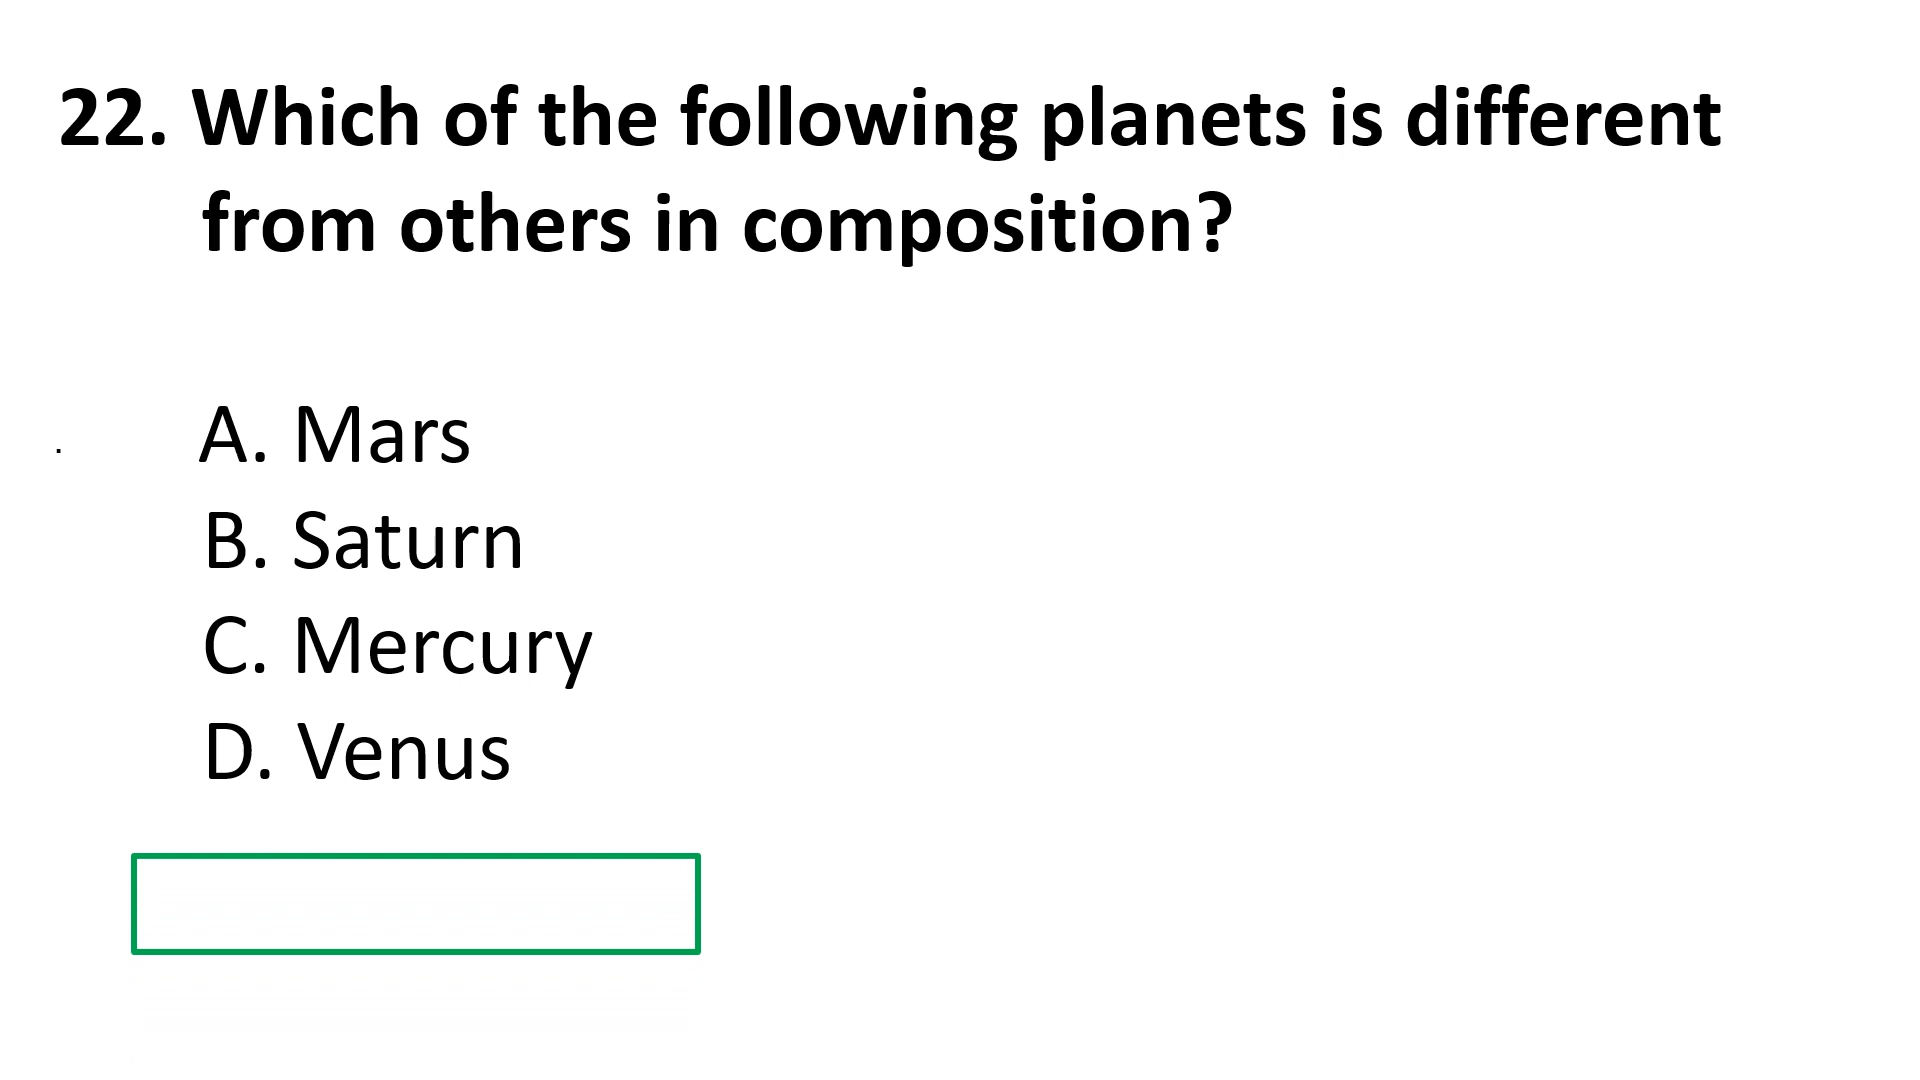 22. Which of the following planets is different
from others in composition?
A. Mars
B. Saturn
C. Mercury
D. Venus